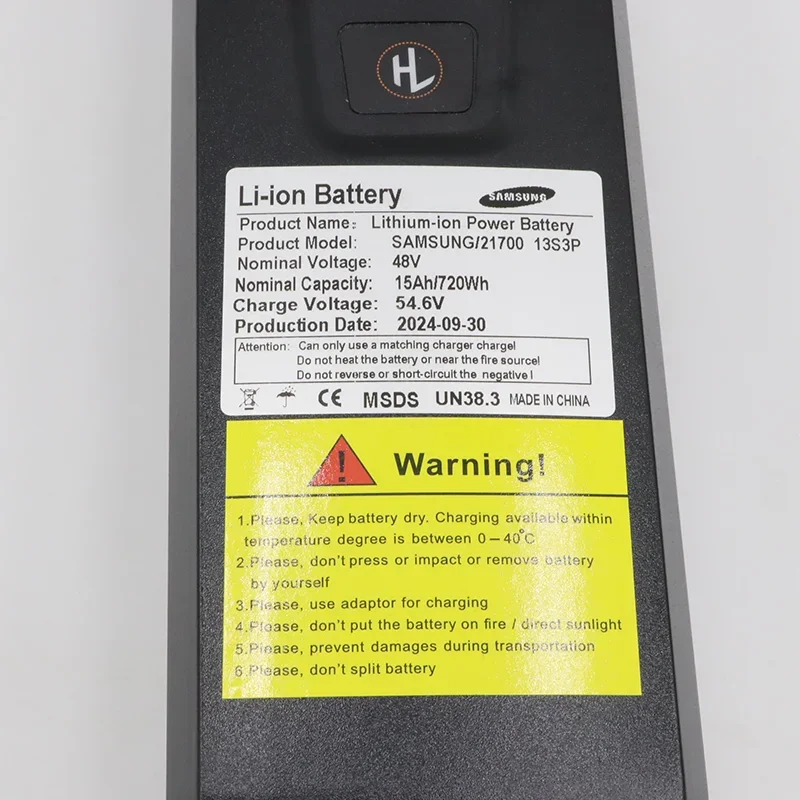 HL
Li-ion Battery SAMSUNG
Product Name: Lithium-ion Power Battery
Product Model: SAMSUNG/21700 13S3P
Nominal Voltage: 48V
Nominal Capacity: 15Ah/720Wh
Charge Voltage: 54.6V
Production Date: 2024-09-30
Attention: Can only use a matching charger charge!
Do not heat the battery or near the fire source!
Do not reverse or short-circuit the negative!
CE MSDS UN38.3 MADE IN CHINA
! Warning!
1.Please, Keep battery dry. Charging available within
temperature degree is between 0—40°C
2.Please, don't press or impact or remove battery
by yourself
3.Please, use adaptor for charging
4.Please, don't put the battery on fire / direct sunlight
5.Please, prevent damages during transportation
6.Please, don't split battery